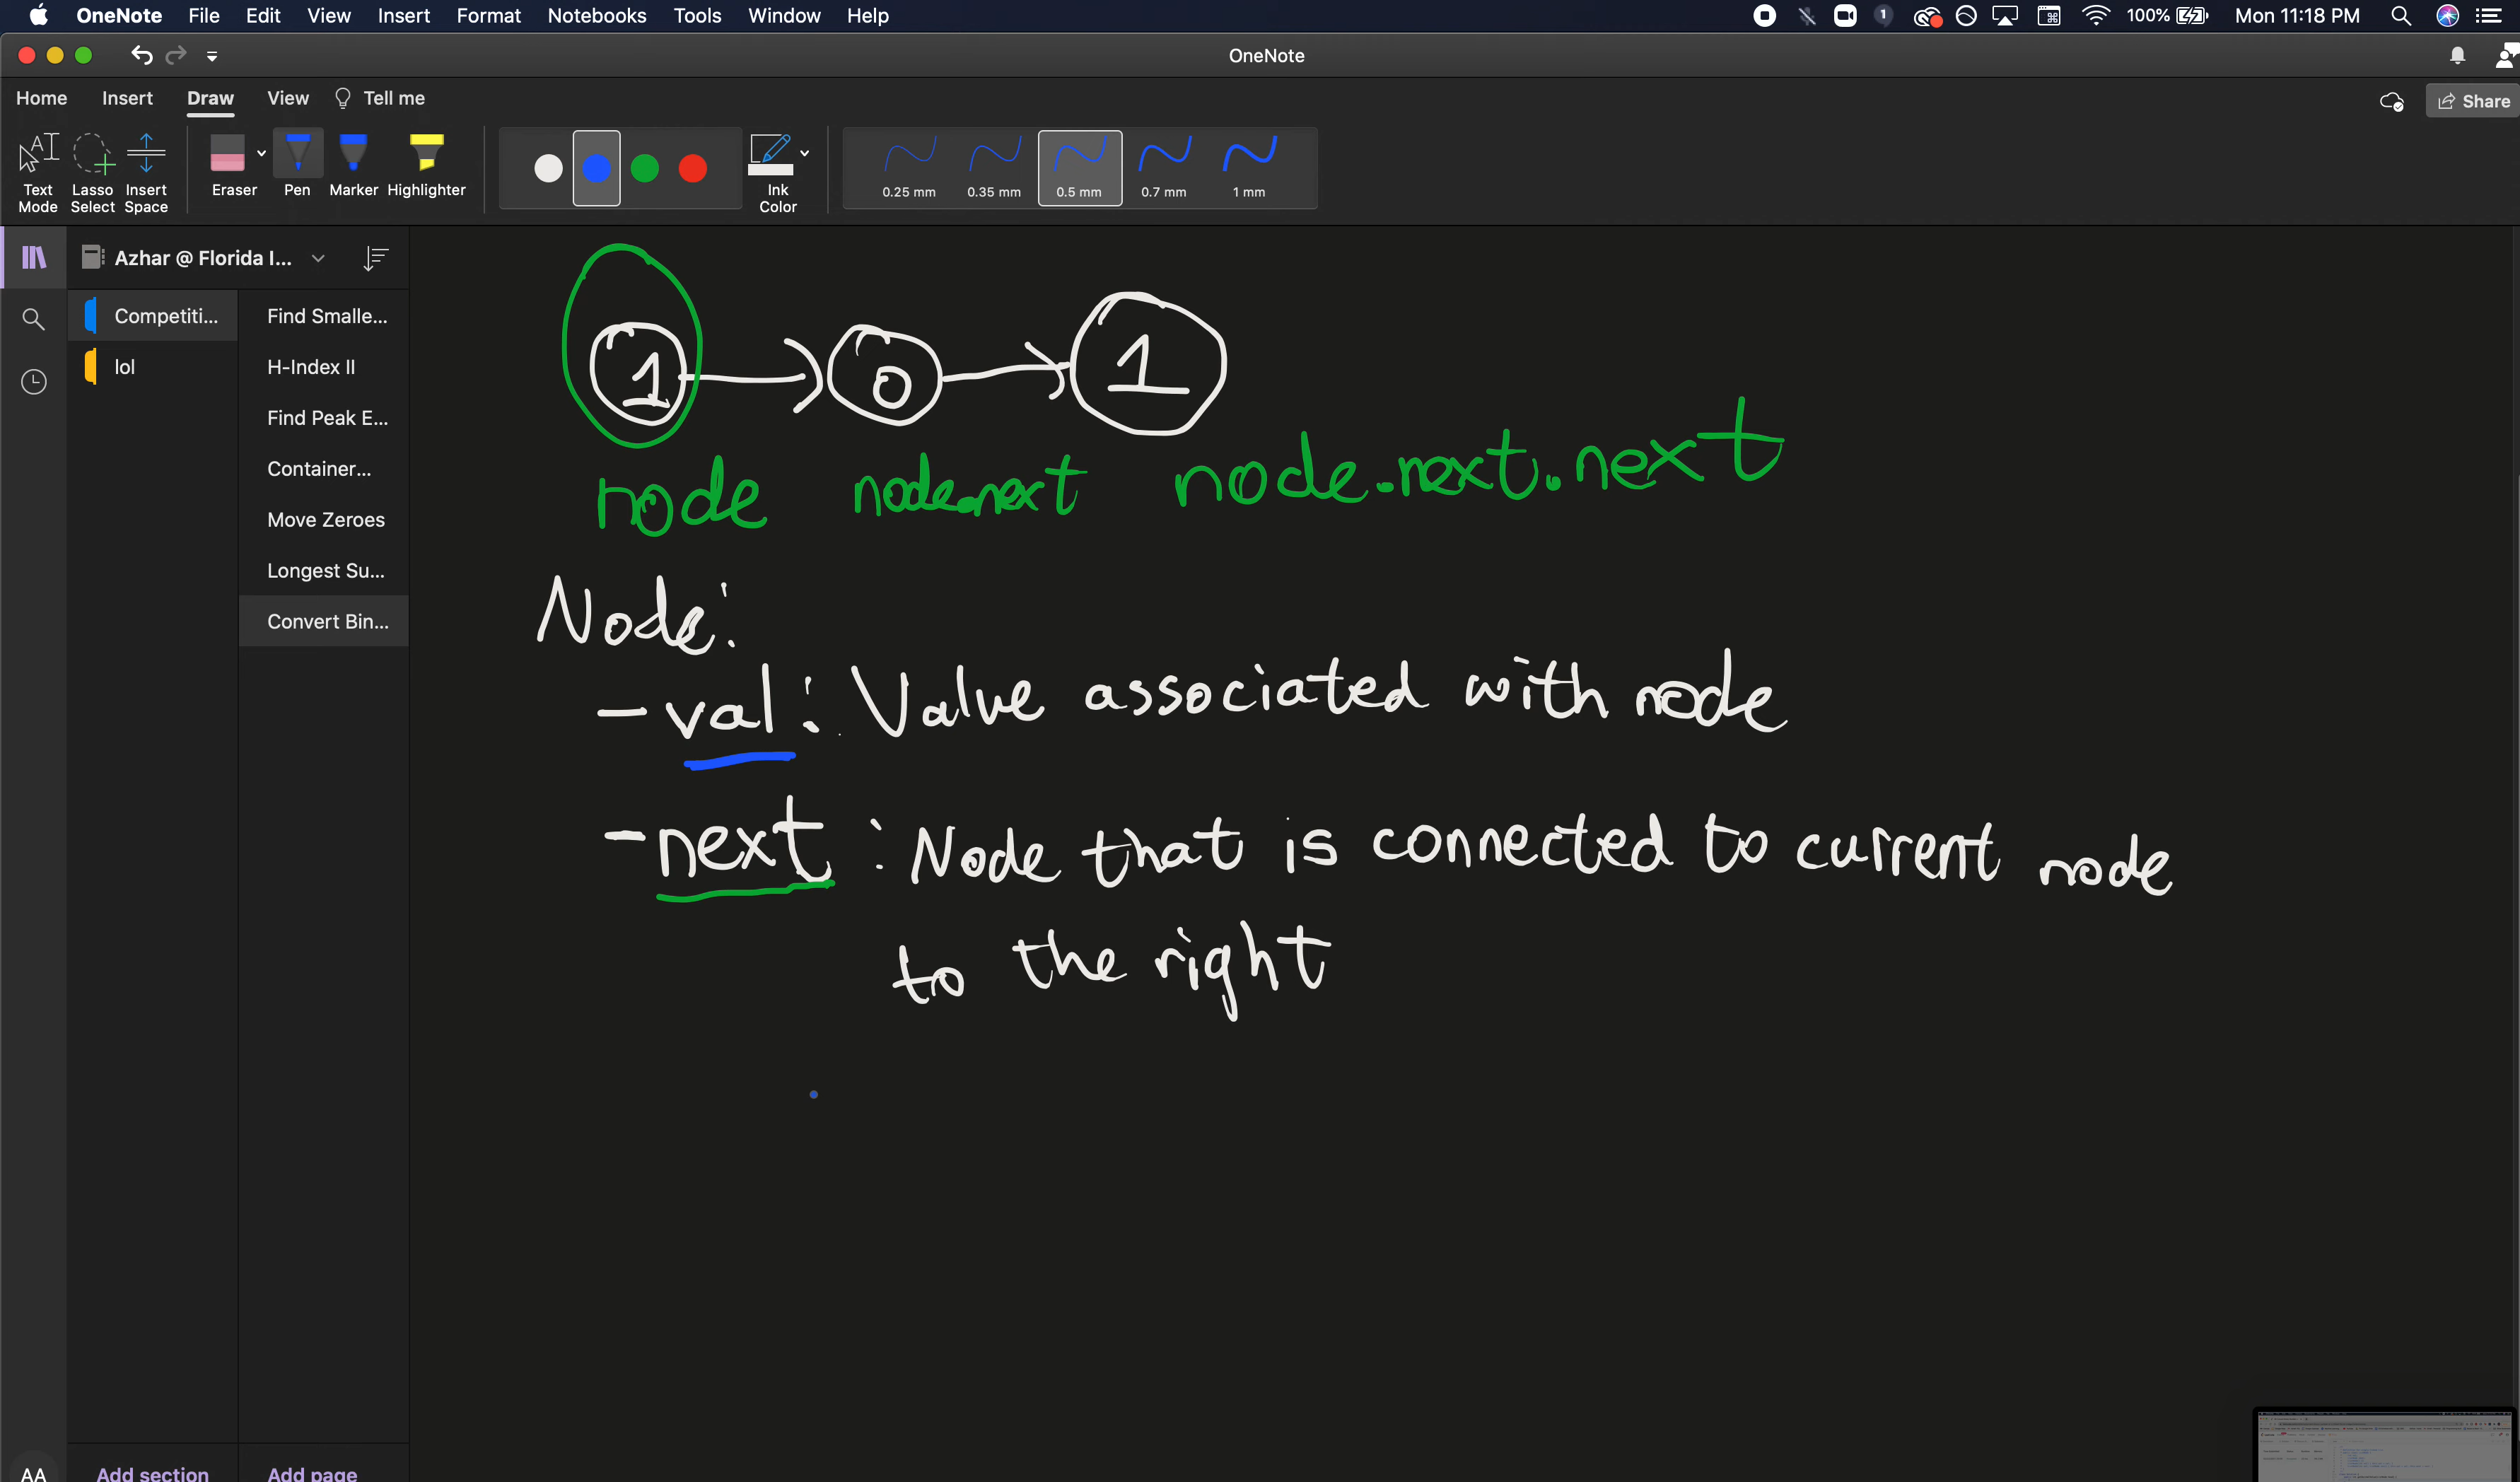 OneNote File Edit View Insert Format Notebooks Tools Window Help 1 100% Mon 11:18 PM
OneNote
Home Insert Draw View Tell me Share
Text Mode Lasso Select Insert Space Eraser Pen Marker Highlighter Ink Color 0.25 mm 0.35 mm 0.5 mm 0.7 mm 1 mm
Azhar @ Florida I...
Competiti...
lol
Find Smalle...
H-Index II
Find Peak E...
Container...
Move Zeroes
Longest Su...
Convert Bin...
1 0 1
node node.next node.next.next
Node:
- val: Value associated with node
- next: Node that is connected to current node
to the right
AA Add section Add page